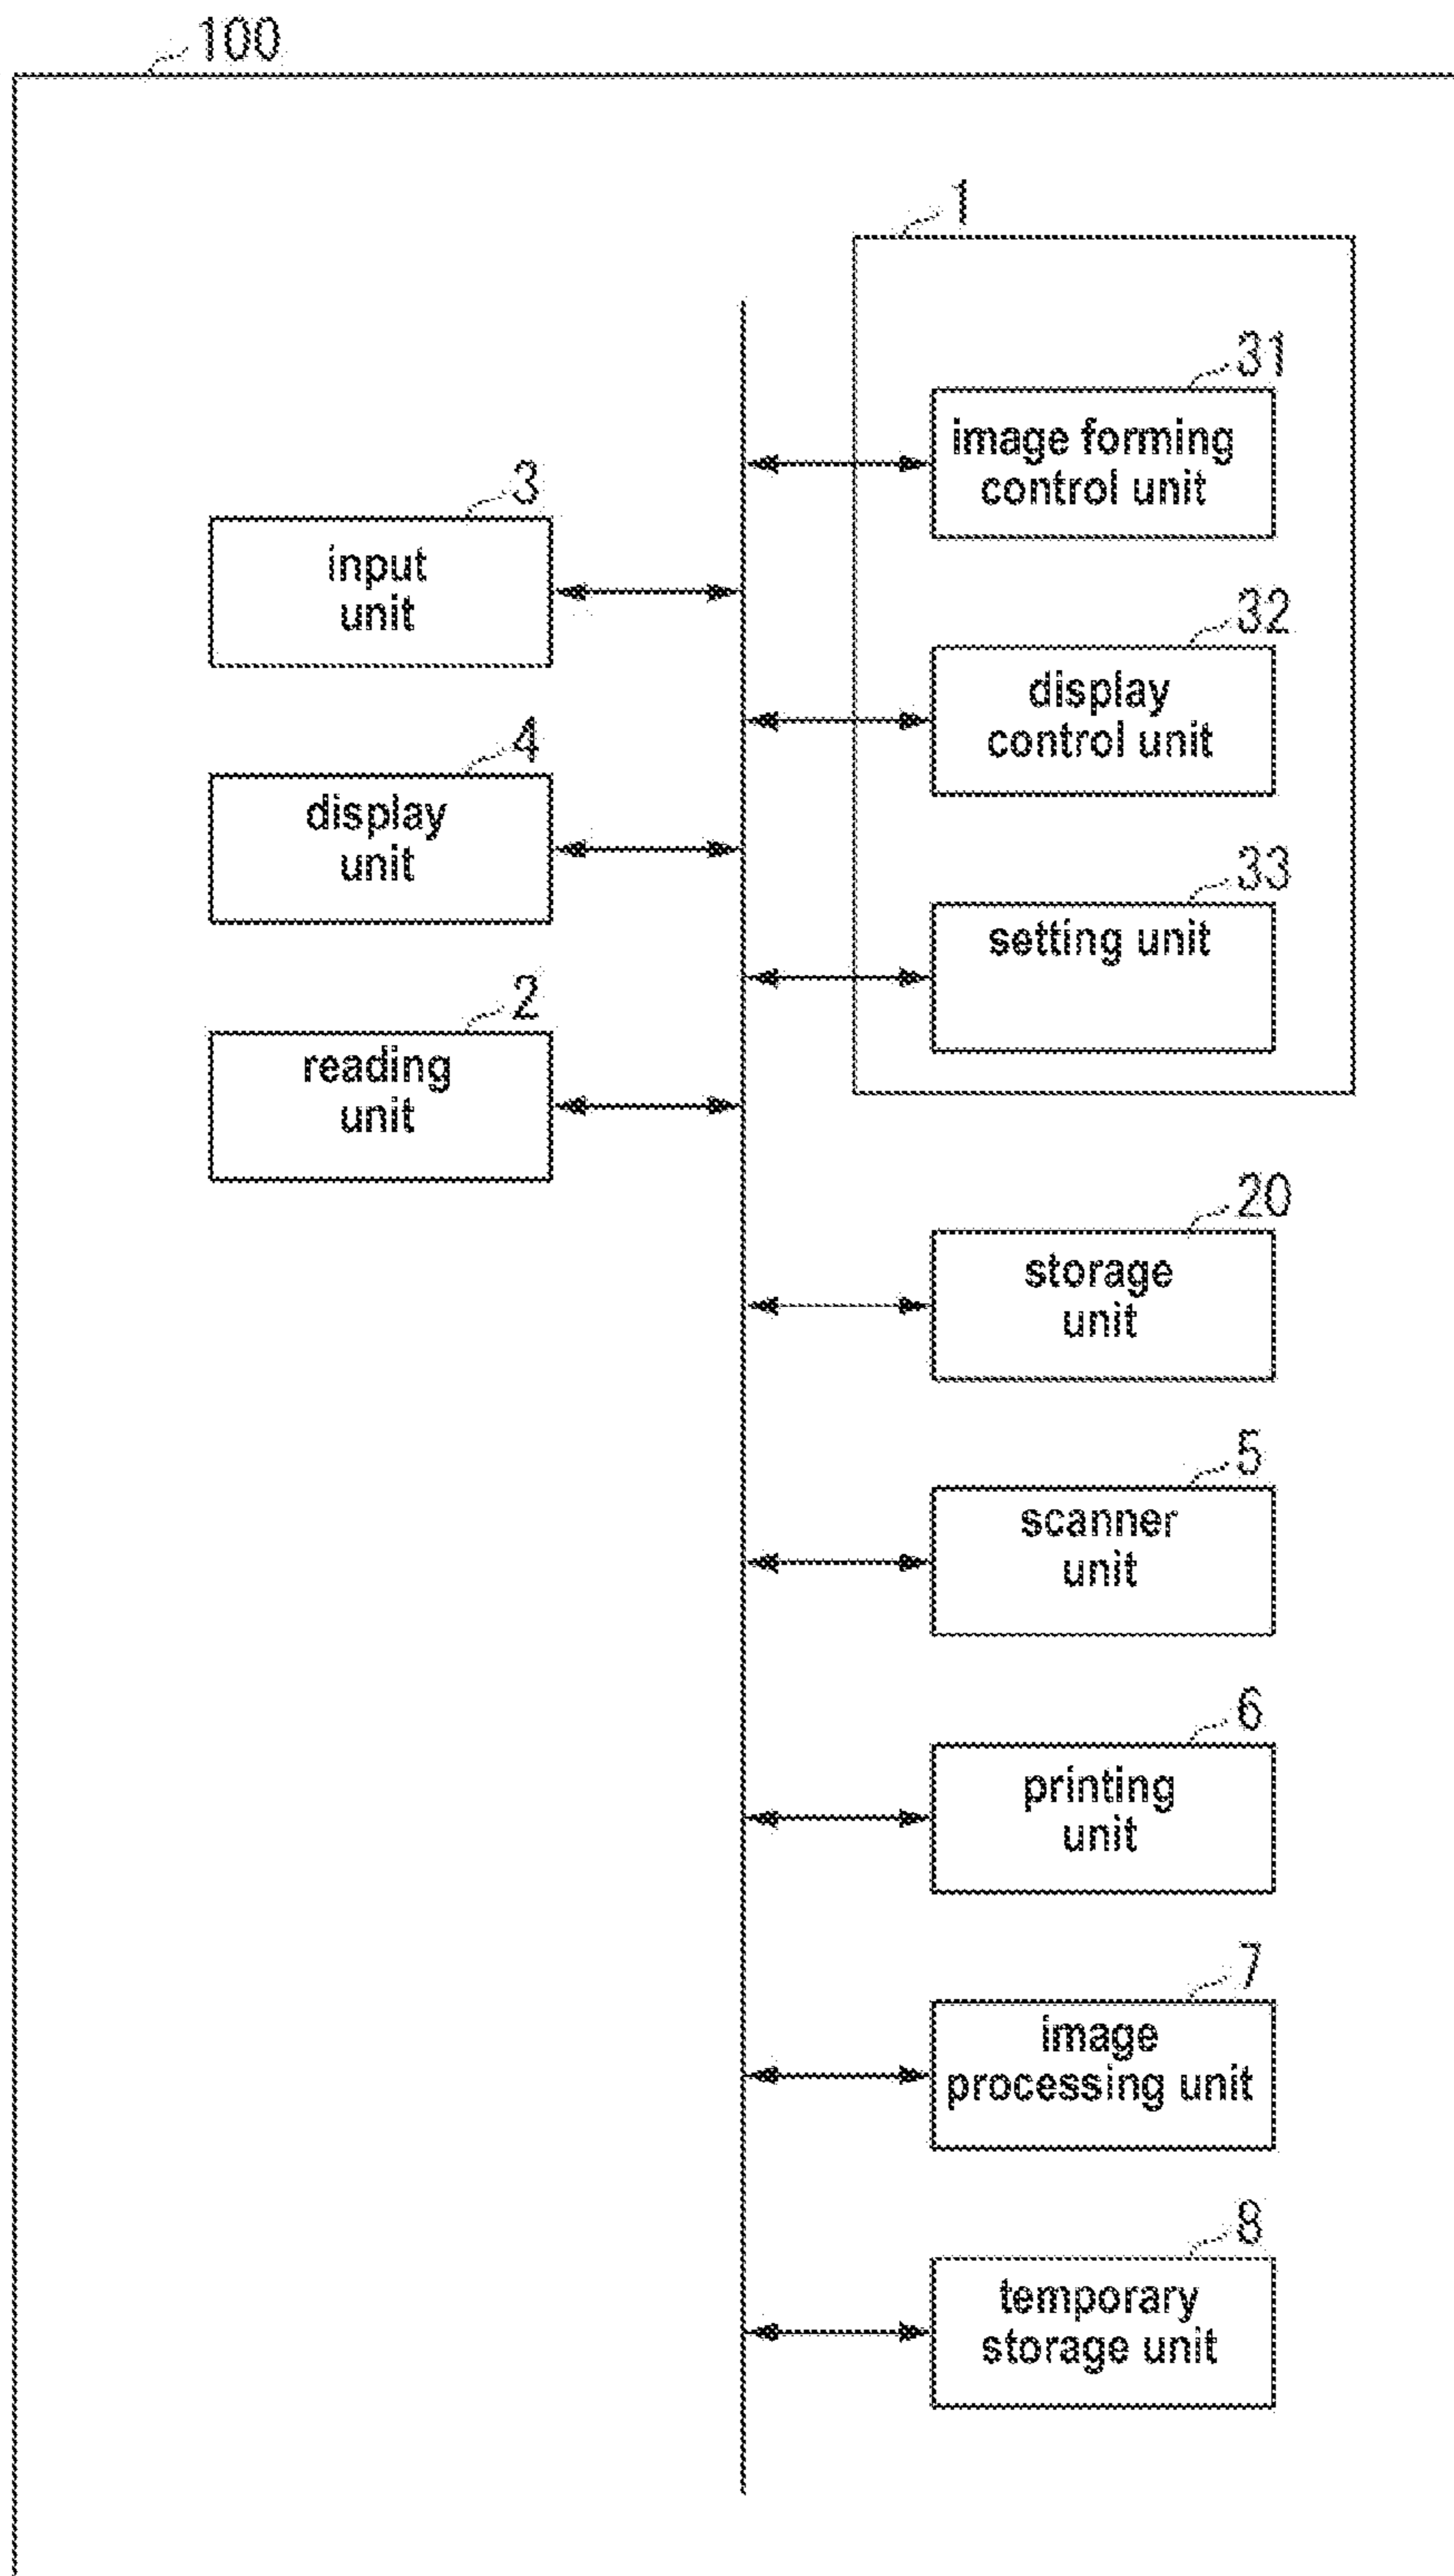 100
1
31
image forming
control unit
3
input
unit
32
display
control unit
4
display
unit
33
setting unit
2
reading
unit
20
storage
unit
5
scanner
unit
6
printing
unit
7
image
processing unit
8
temporary
storage unit